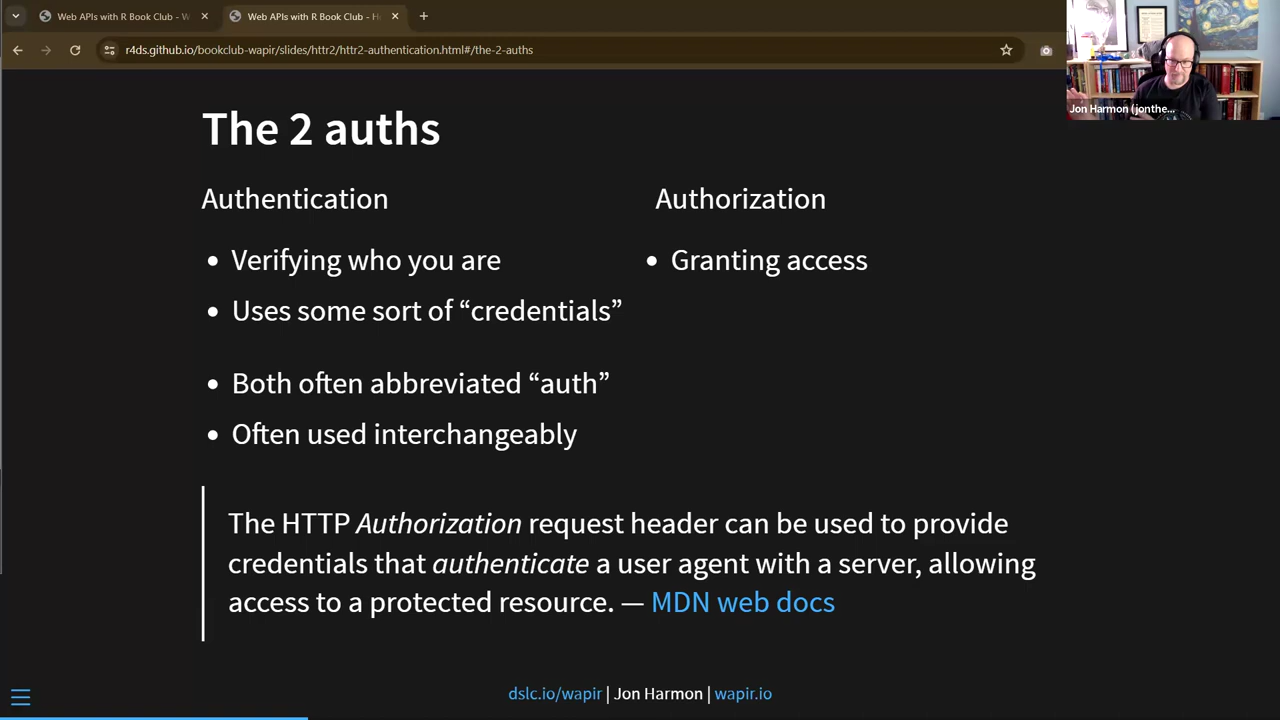 Web APIs with R Book Club - W
Web APIs with R Book Club - H
r4ds.github.io/bookclub-wapir/slides/httr2/httr2-authentication.html#/the-2-auths
Jon Harmon (jonthe...
The 2 auths
Authentication
• Verifying who you are
• Uses some sort of “credentials”
Authorization
• Granting access
• Both often abbreviated “auth”
• Often used interchangeably
The HTTP Authorization request header can be used to provide
credentials that authenticate a user agent with a server, allowing
access to a protected resource. — MDN web docs
dslc.io/wapir | Jon Harmon | wapir.io